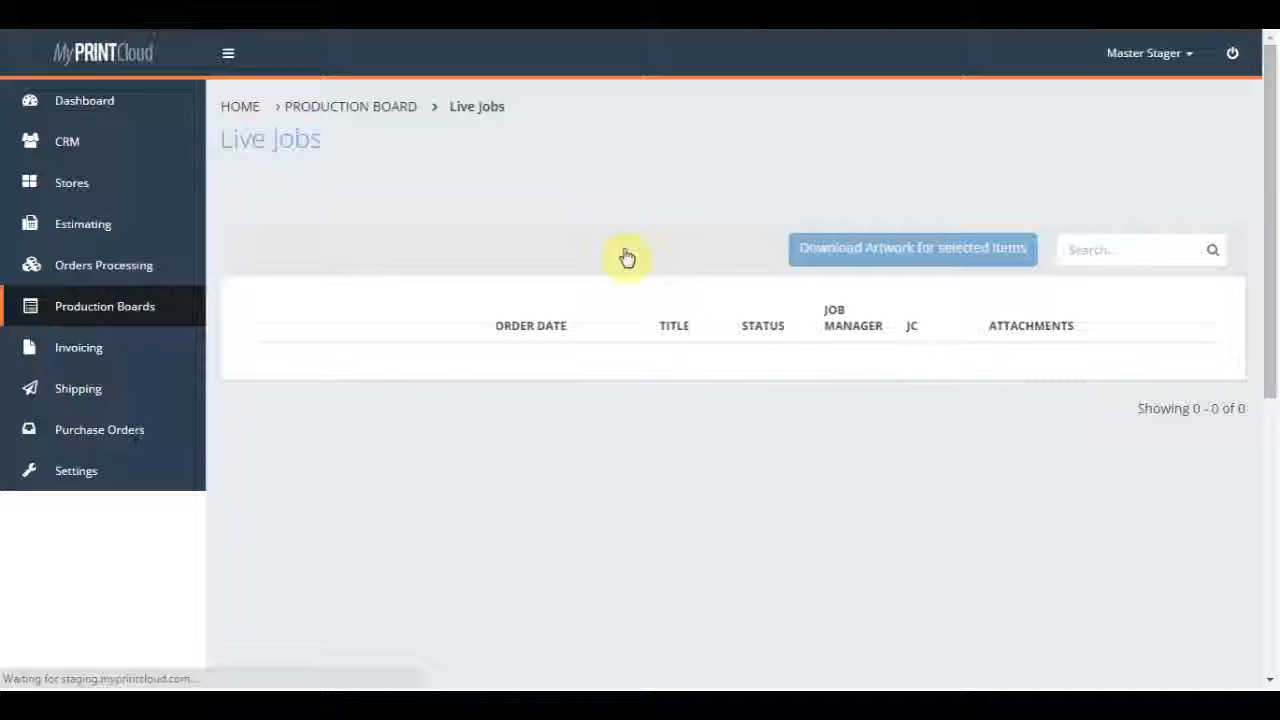 MyPRINTCloud
Master Stager
Dashboard
CRM
Stores
Estimating
Orders Processing
Production Boards
Invoicing
Shipping
Purchase Orders
Settings
HOME > PRODUCTION BOARD > Live Jobs
Live Jobs
Download Artwork for selected Items
Search...
ORDER DATE TITLE STATUS JOB MANAGER JC ATTACHMENTS
Showing 0 - 0 of 0
Waiting for staging.myprintcloud.com...